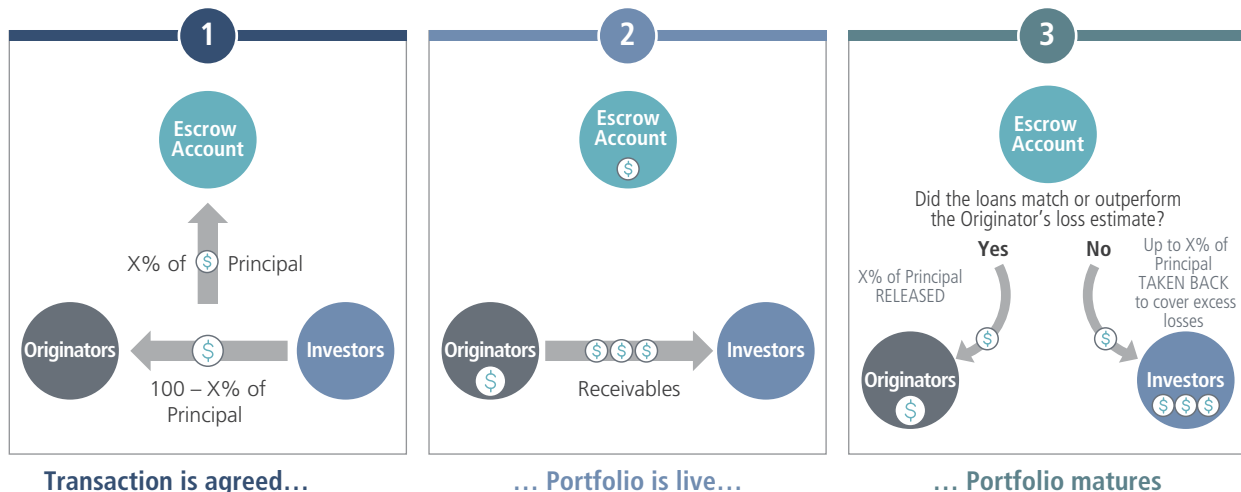 1
Escrow
Account
X% of $ Principal
Originators
$
Investors
100 – X% of
Principal
Transaction is agreed…
2
Escrow
Account
$
Originators
$
$ $ $
Investors
Receivables
… Portfolio is live…
3
Escrow
Account
Did the loans match or outperform
the Originator’s loss estimate?
Yes
No
X% of Principal
RELEASED
Up to X% of
Principal
TAKEN BACK
to cover excess
losses
$
$
Originators
$
Investors
$ $ $
… Portfolio matures